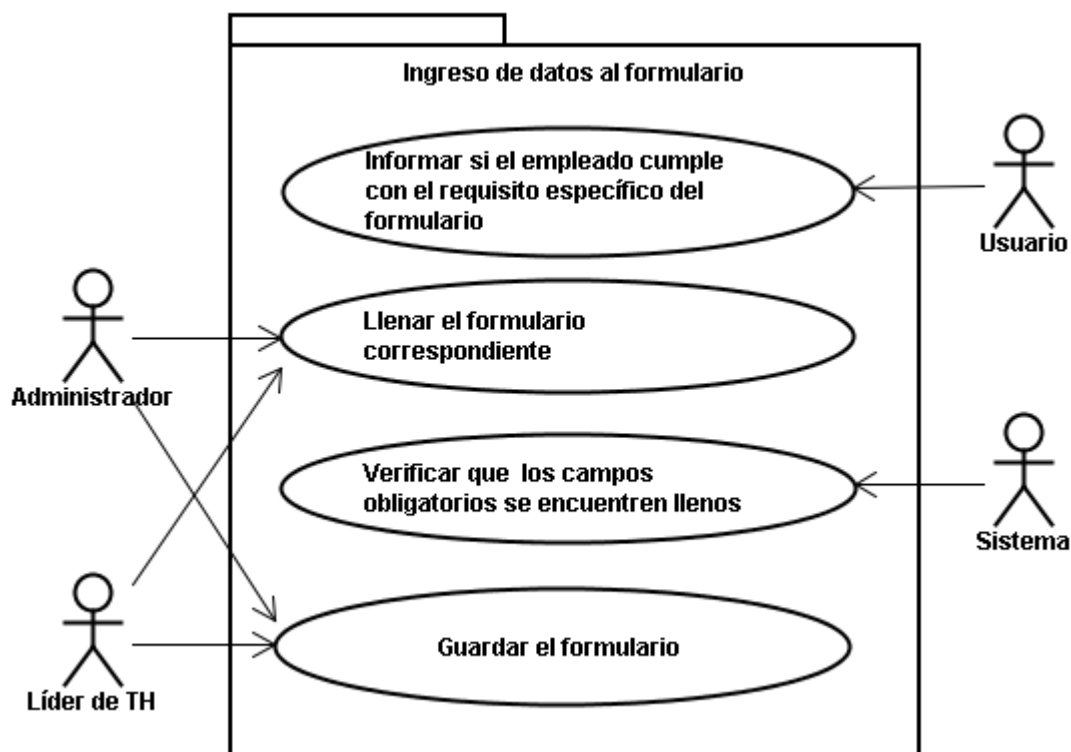 Ingreso de datos al formulario
Informar si el empleado cumple
con el requisito específico del
formulario
Usuario
Llenar el formulario
correspondiente
Administrador
Verificar que los campos
obligatorios se encuentren llenos
Sistema
Guardar el formulario
Líder de TH